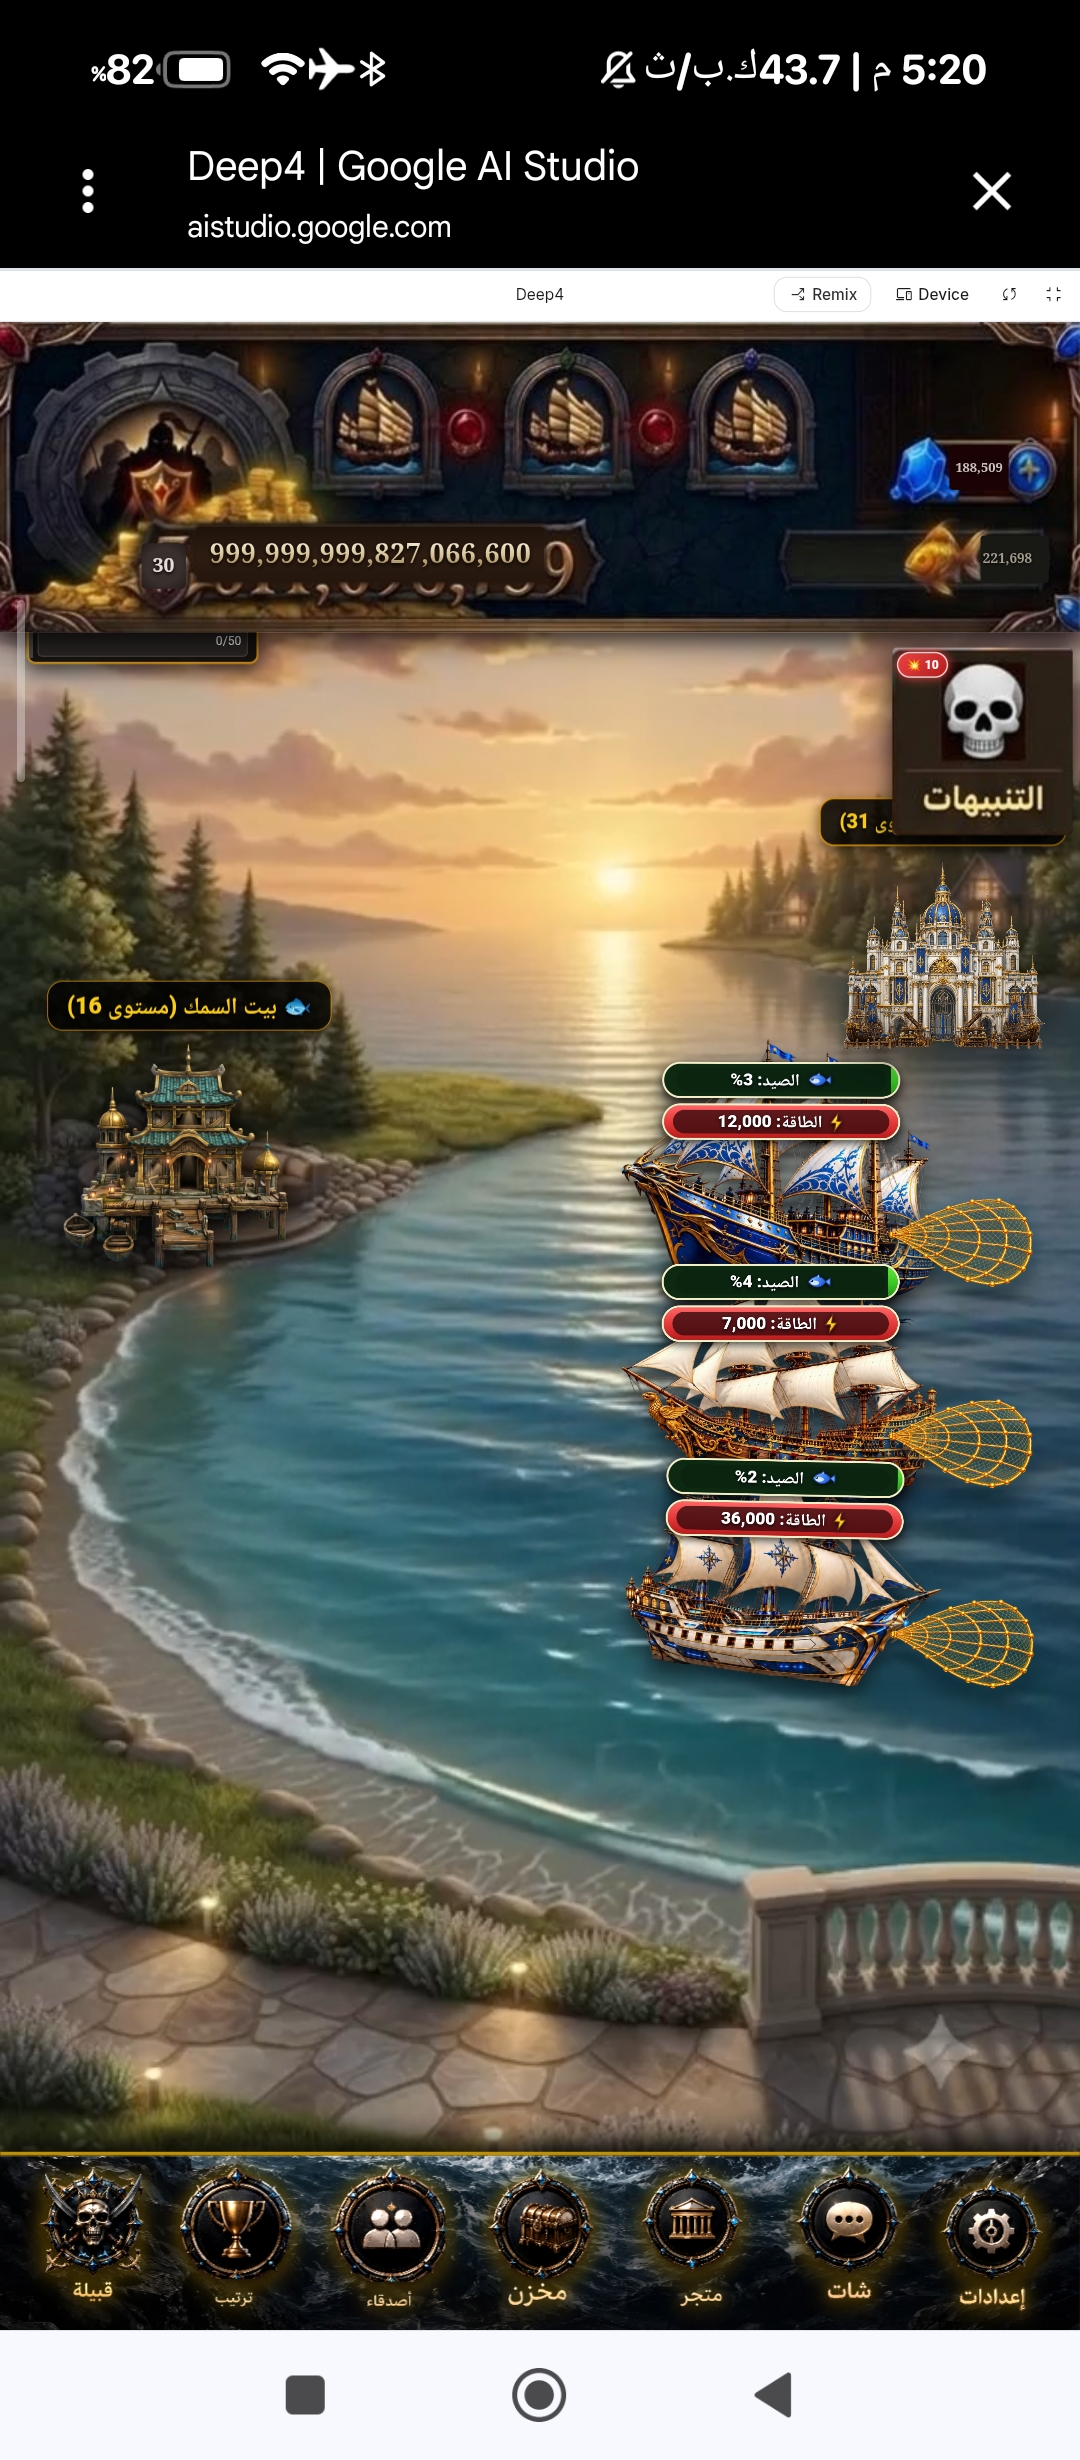 %82
43.7ك.ب/ث | 5:20 م
Deep4 | Google AI Studio
aistudio.google.com
Deep4
Remix
Device
188,509
999,999,999,827,066,600
30
221,698
0/50
10
التنبيهات
(31
بيت السمك (مستوى 16)
الصيد: 3%
الطاقة: 12,000
الصيد: 4%
الطاقة: 7,000
الصيد: 2%
الطاقة: 36,000
إعدادات
شات
متجر
مخزن
أصدقاء
ترتيب
قبيلة